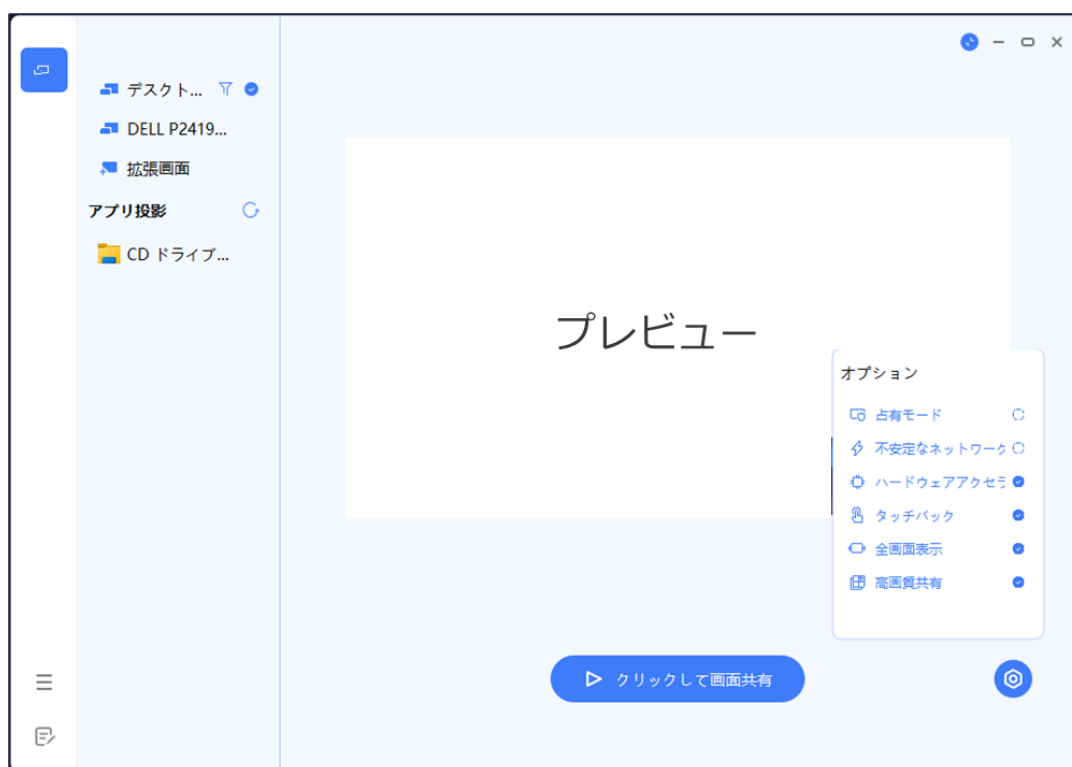 デスクト...
DELL P2419...
拡張画面
アプリ投影
CD ドライブ...
プレビュー
オプション
占有モード
不安定なネットワーク
ハードウェアアクセラ
タッチバック
全画面表示
高画質共有
クリックして画面共有